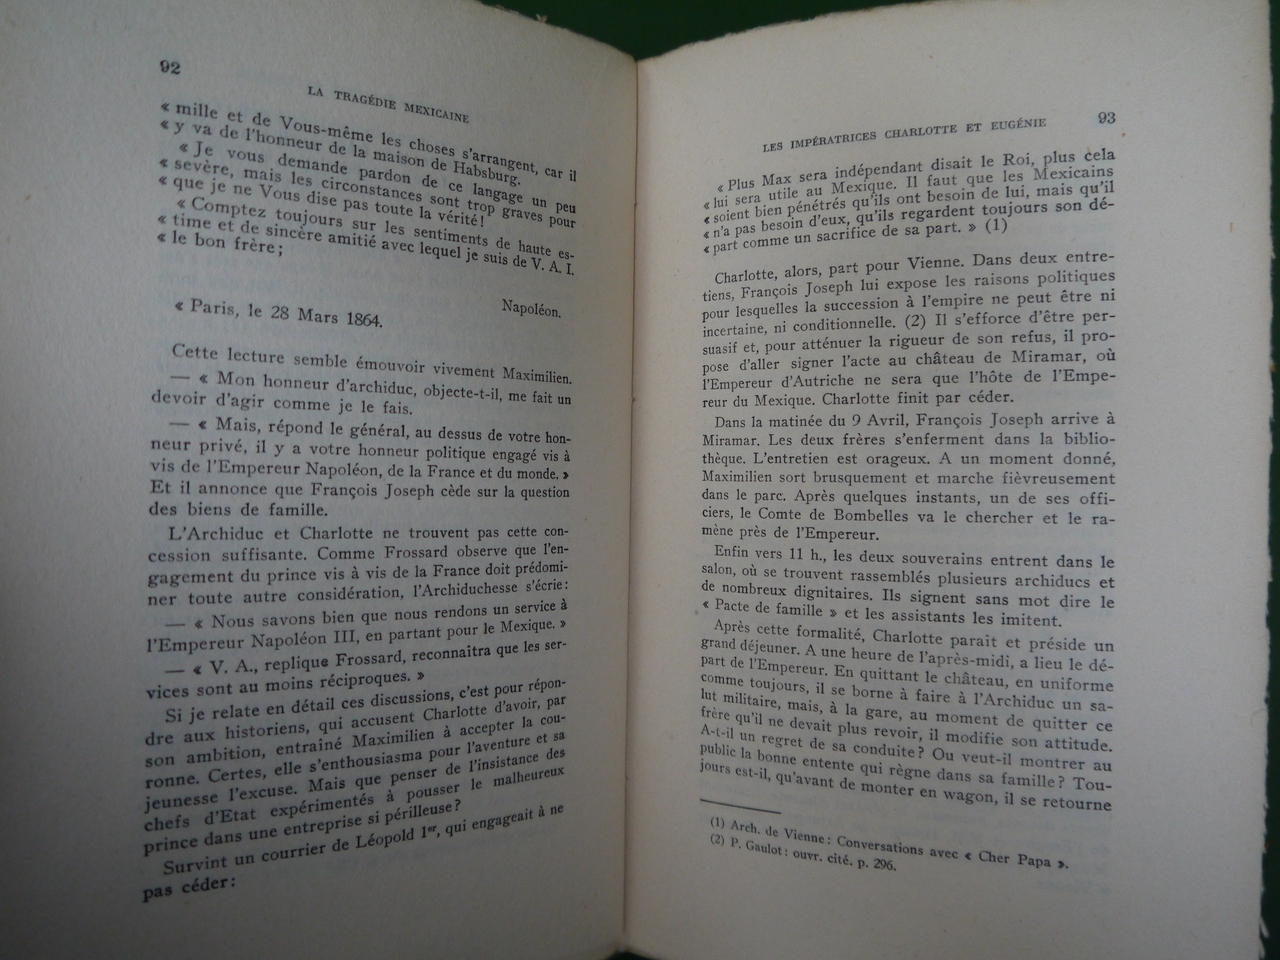 92
LA TRAGÉDIE MEXICAINE
« mille et de Vous-même les choses s'arrangent, car il
« y va de l'honneur de la maison de Habsburg.
« Je vous demande pardon de ce langage un peu
« sevère, mais les circonstances sont trop graves pour
« que je ne Vous dise pas toute la vérité!
« Comptez toujours sur les sentiments de haute es-
« time et de sincère amitié avec lequel je suis de V. A. I.
« le bon frère;
Napoléon.
« Paris, le 28 Mars 1864.
Cette lecture semble émouvoir vivement Maximilien.
— « Mon honneur d'archiduc, objecte-t-il, me fait un
devoir d'agir comme je le fais.
— « Mais, répond le général, au dessus de votre hon-
neur privé, il y a votre honneur politique engagé vis à
vis de l'Empereur Napoléon, de la France et du monde. »
Et il annonce que François Joseph cède sur la question
des biens de famille.
L'Archiduc et Charlotte ne trouvent pas cette con-
cession suffisante. Comme Frossard observe que l'en-
gagement du prince vis à vis de la France doit prédomi-
ner toute autre considération, l'Archiduchesse s'écrie:
— « Nous savons bien que nous rendons un service à
l'Empereur Napoléon III, en partant pour le Mexique. »
— « V. A., replique Frossard, reconnaîtra que les ser-
vices sont au moins réciproques. »
Si je relate en détail ces discussions, c'est pour répon-
dre aux historiens, qui accusent Charlotte d'avoir, par
son ambition, entrainé Maximilien à accepter la cou-
ronne. Certes, elle s'enthousiasma pour l'aventure et sa
jeunesse l'excuse. Mais que penser de l'insistance des
chefs d'Etat expérimentés à pousser le malheureux
prince dans une entreprise si périlleuse?
Survint un courrier de Léopold 1er, qui engageait à ne
pas céder:
LES IMPÉRATRICES CHARLOTTE ET EUGÉNIE
93
« Plus Max sera indépendant disait le Roi, plus cela
« lui sera utile au Mexique. Il faut que les Mexicains
« soient bien pénétrés qu'ils ont besoin de lui, mais qu'il
« n'a pas besoin d'eux, qu'ils regardent toujours son dé-
« part comme un sacrifice de sa part. » (1)
Charlotte, alors, part pour Vienne. Dans deux entre-
tiens, François Joseph lui expose les raisons politiques
pour lesquelles la succession à l'empire ne peut être ni
incertaine, ni conditionnelle. (2) Il s'efforce d'être per-
suasif et, pour atténuer la rigueur de son refus, il pro-
pose d'aller signer l'acte au château de Miramar, où
l'Empereur d'Autriche ne sera que l'hôte de l'Empe-
reur du Mexique. Charlotte finit par céder.
Dans la matinée du 9 Avril, François Joseph arrive à
Miramar. Les deux frères s'enferment dans la biblio-
thèque. L'entretien est orageux. A un moment donné,
Maximilien sort brusquement et marche fièvreusement
dans le parc. Après quelques instants, un de ses offi-
ciers, le Comte de Bombelles va le chercher et le ra-
mène près de l'Empereur.
Enfin vers 11 h., les deux souverains entrent dans le
salon, où se trouvent rassemblés plusieurs archiducs et
de nombreux dignitaires. Ils signent sans mot dire le
« Pacte de famille » et les assistants les imitent.
Après cette formalité, Charlotte parait et préside un
grand déjeuner. A une heure de l'après-midi, a lieu le dé-
part de l'Empereur. En quittant le château, en uniforme
comme toujours, il se borne à faire à l'Archiduc un sa-
lut militaire, mais, à la gare, au moment de quitter ce
frère qu'il ne devait plus revoir, il modifie son attitude.
A-t-il un regret de sa conduite? Ou veut-il montrer au
public la bonne entente qui règne dans sa famille? Tou-
jours est-il, qu'avant de monter en wagon, il se retourne
(1) Arch. de Vienne: Conversations avec « Cher Papa ».
(2) P. Gaulot: ouvr. cité. p. 296.